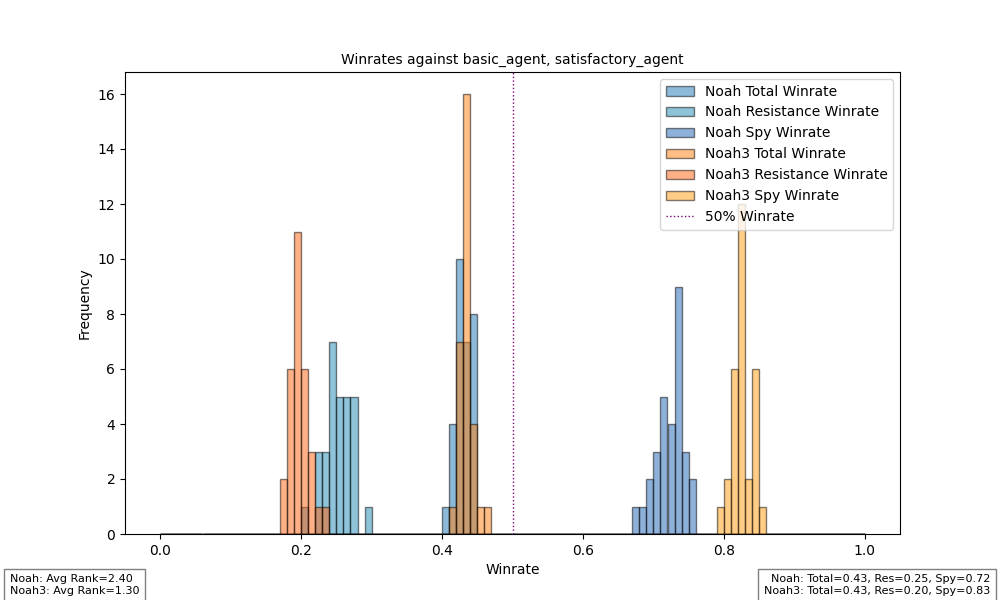 Winrates against basic_agent, satisfactory_agent
Noah Total Winrate
Noah Resistance Winrate
Noah Spy Winrate
Noah3 Total Winrate
Noah3 Resistance Winrate
Noah3 Spy Winrate
50% Winrate
Frequency
16
14
12
10
8
6
4
2
0
0.0 0.2 0.4 0.6 0.8 1.0
Winrate
Noah: Avg Rank=2.40
Noah3: Avg Rank=1.30
Noah: Total=0.43, Res=0.25, Spy=0.72
Noah3: Total=0.43, Res=0.20, Spy=0.83